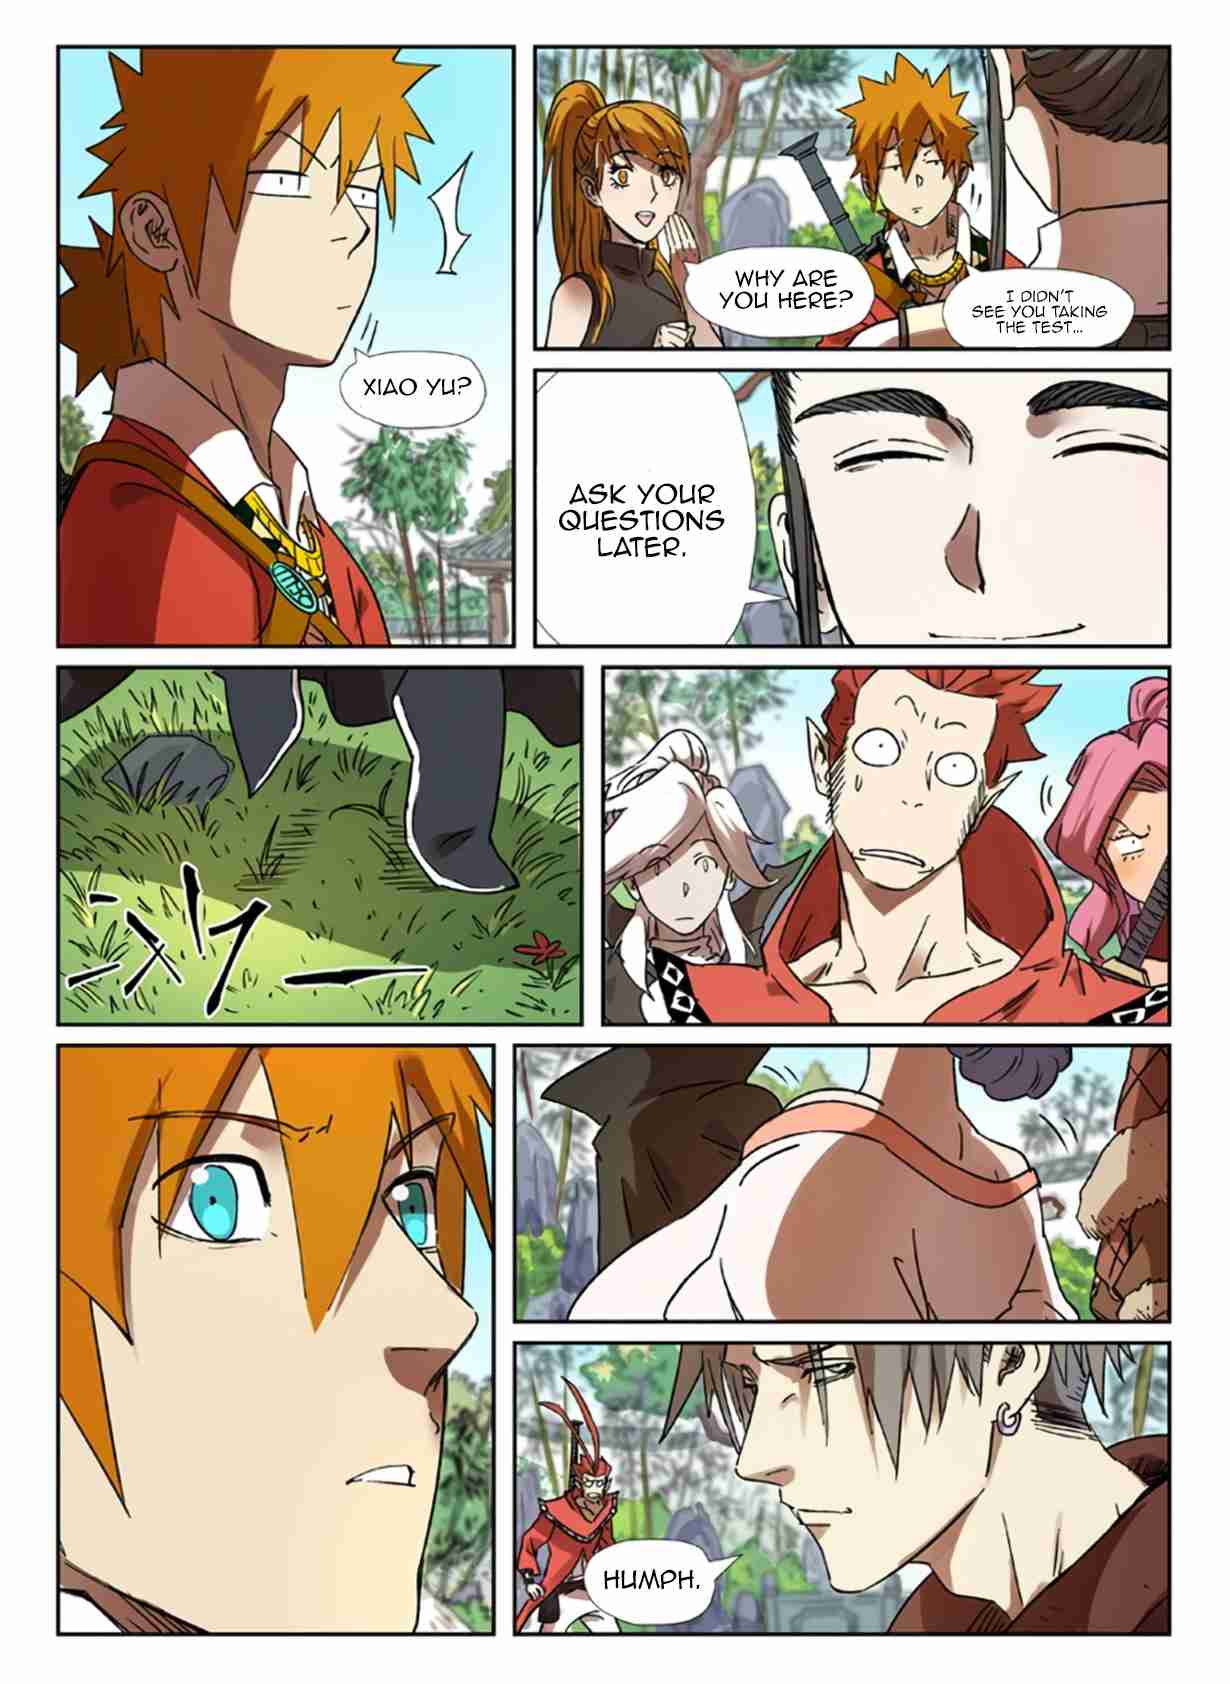 XIAO YU?
WHY ARE
YOU HERE?
I DIDN'T
SEE YOU TAKING
THE TEST...
ASK YOUR
QUESTIONS
LATER.
HUMPH.